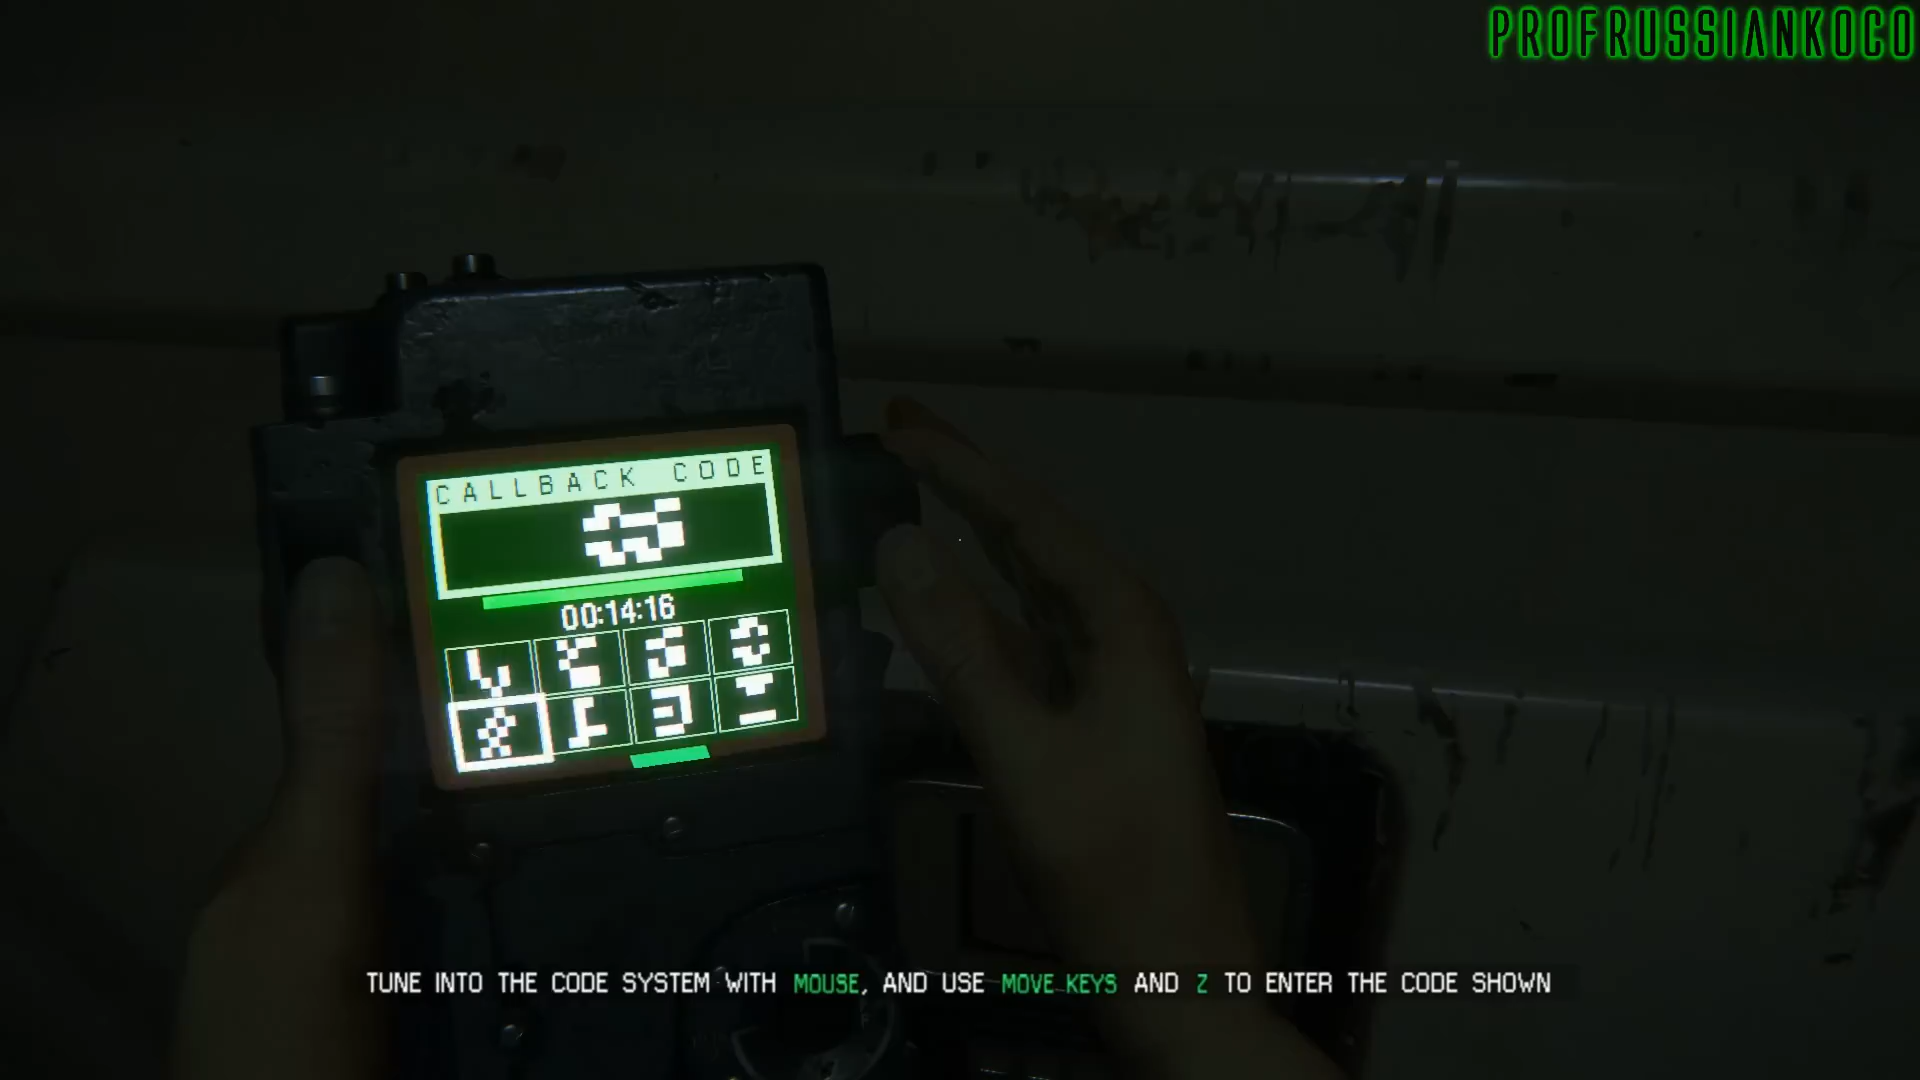 PROFRUSSIANKOCO
CALLBACK CODE
00:14:16
TUNE INTO THE CODE SYSTEM WITH MOUSE, AND USE MOVE KEYS AND Z TO ENTER THE CODE SHOWN